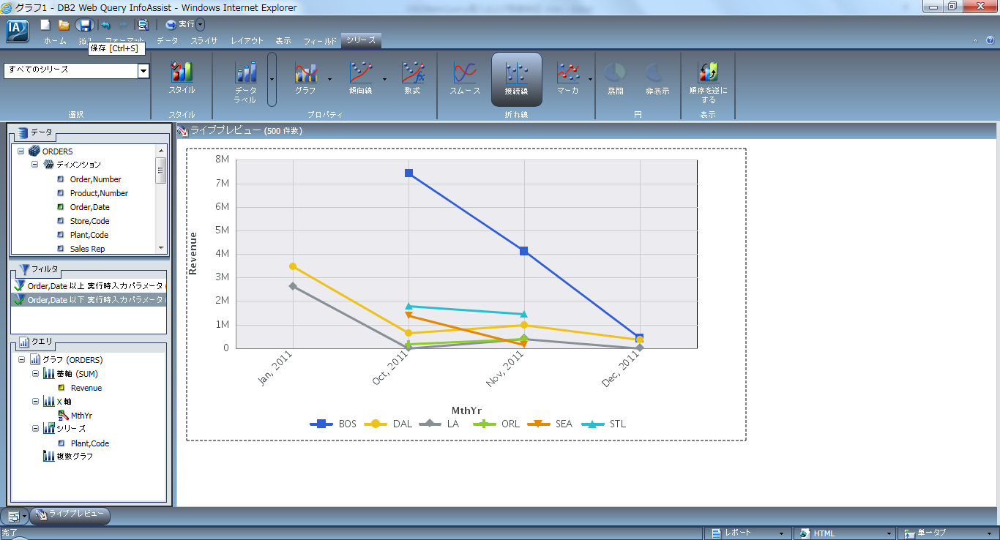 グラフ1 - DB2 Web Query InfoAssist - Windows Internet Explorer
IA
実行
ホーム 挿入 フォーマット データ スライサ レイアウト 表示 フィールド シリーズ
保存 [Ctrl+S]
すべてのシリーズ
選択
スタイル
スタイル
データ
ラベル
グラフ
傾向線
数式
プロパティ
スムース
接続線
マーカ
折れ線
展開
非表示
円
順序を逆に
する
表示
データ
ORDERS
ディメンション
Order,Number
Product,Number
Order,Date
Store,Code
Plant,Code
Sales Rep
フィルタ
Order,Date 以上 実行時入力パラメータ (
Order,Date 以下 実行時入力パラメータ (
クエリ
グラフ (ORDERS)
基軸 (SUM)
Revenue
X 軸
MthYr
シリーズ
Plant,Code
複数グラフ
ライブプレビュー (500 件数)
8M
7M
6M
5M
4M
3M
2M
1M
0
Revenue
Jan, 2011
Oct, 2011
Nov, 2011
Dec, 2011
MthYr
BOS DAL LA ORL SEA STL
ライブプレビュー
完了
レポート
HTML
単一タブ